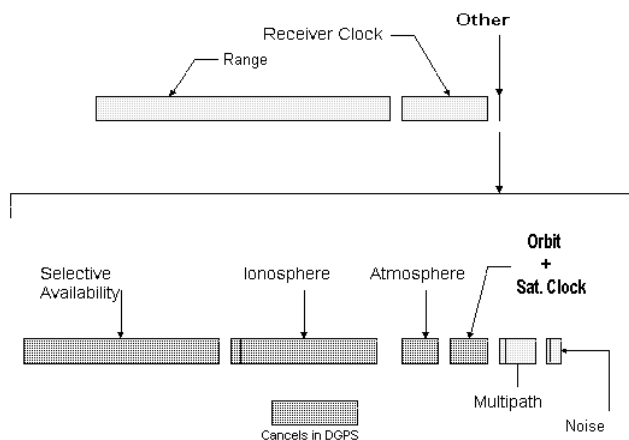 Other
Receiver Clock
Range
Orbit
+
Sat. Clock
Selective
Availability
Ionosphere
Atmosphere
Multipath
Noise
Cancels in DGPS